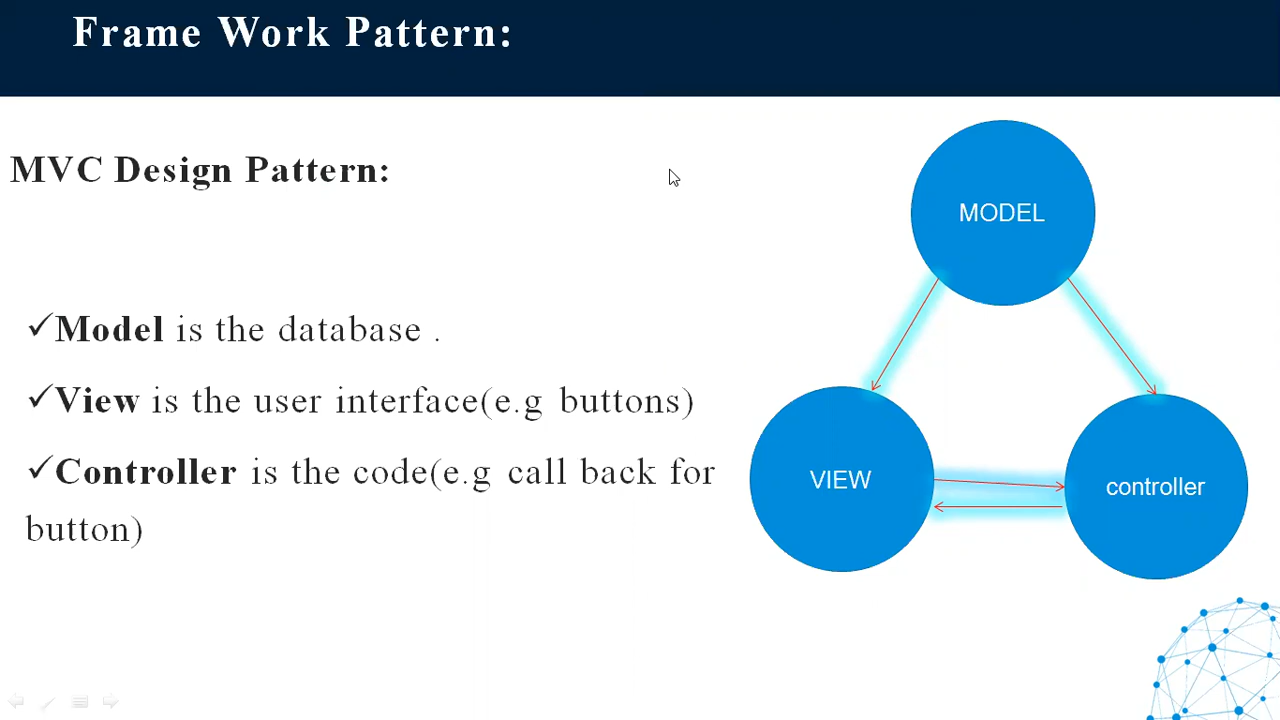 Frame Work Pattern:
MVC Design Pattern:
✓Model is the database .
✓View is the user interface(e.g buttons)
✓Controller is the code(e.g call back for
button)
MODEL
VIEW
controller